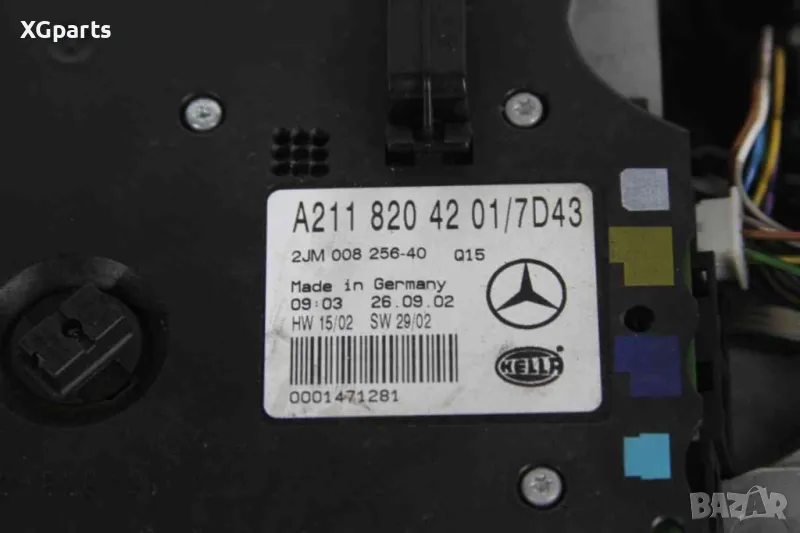 XGparts
A211 820 42 01/7D43
2JM 008 256-40 Q15
Made in Germany
09:03 26.09.02
HW 15/02 SW 29/02
HELLA
0001471281
BAZAR